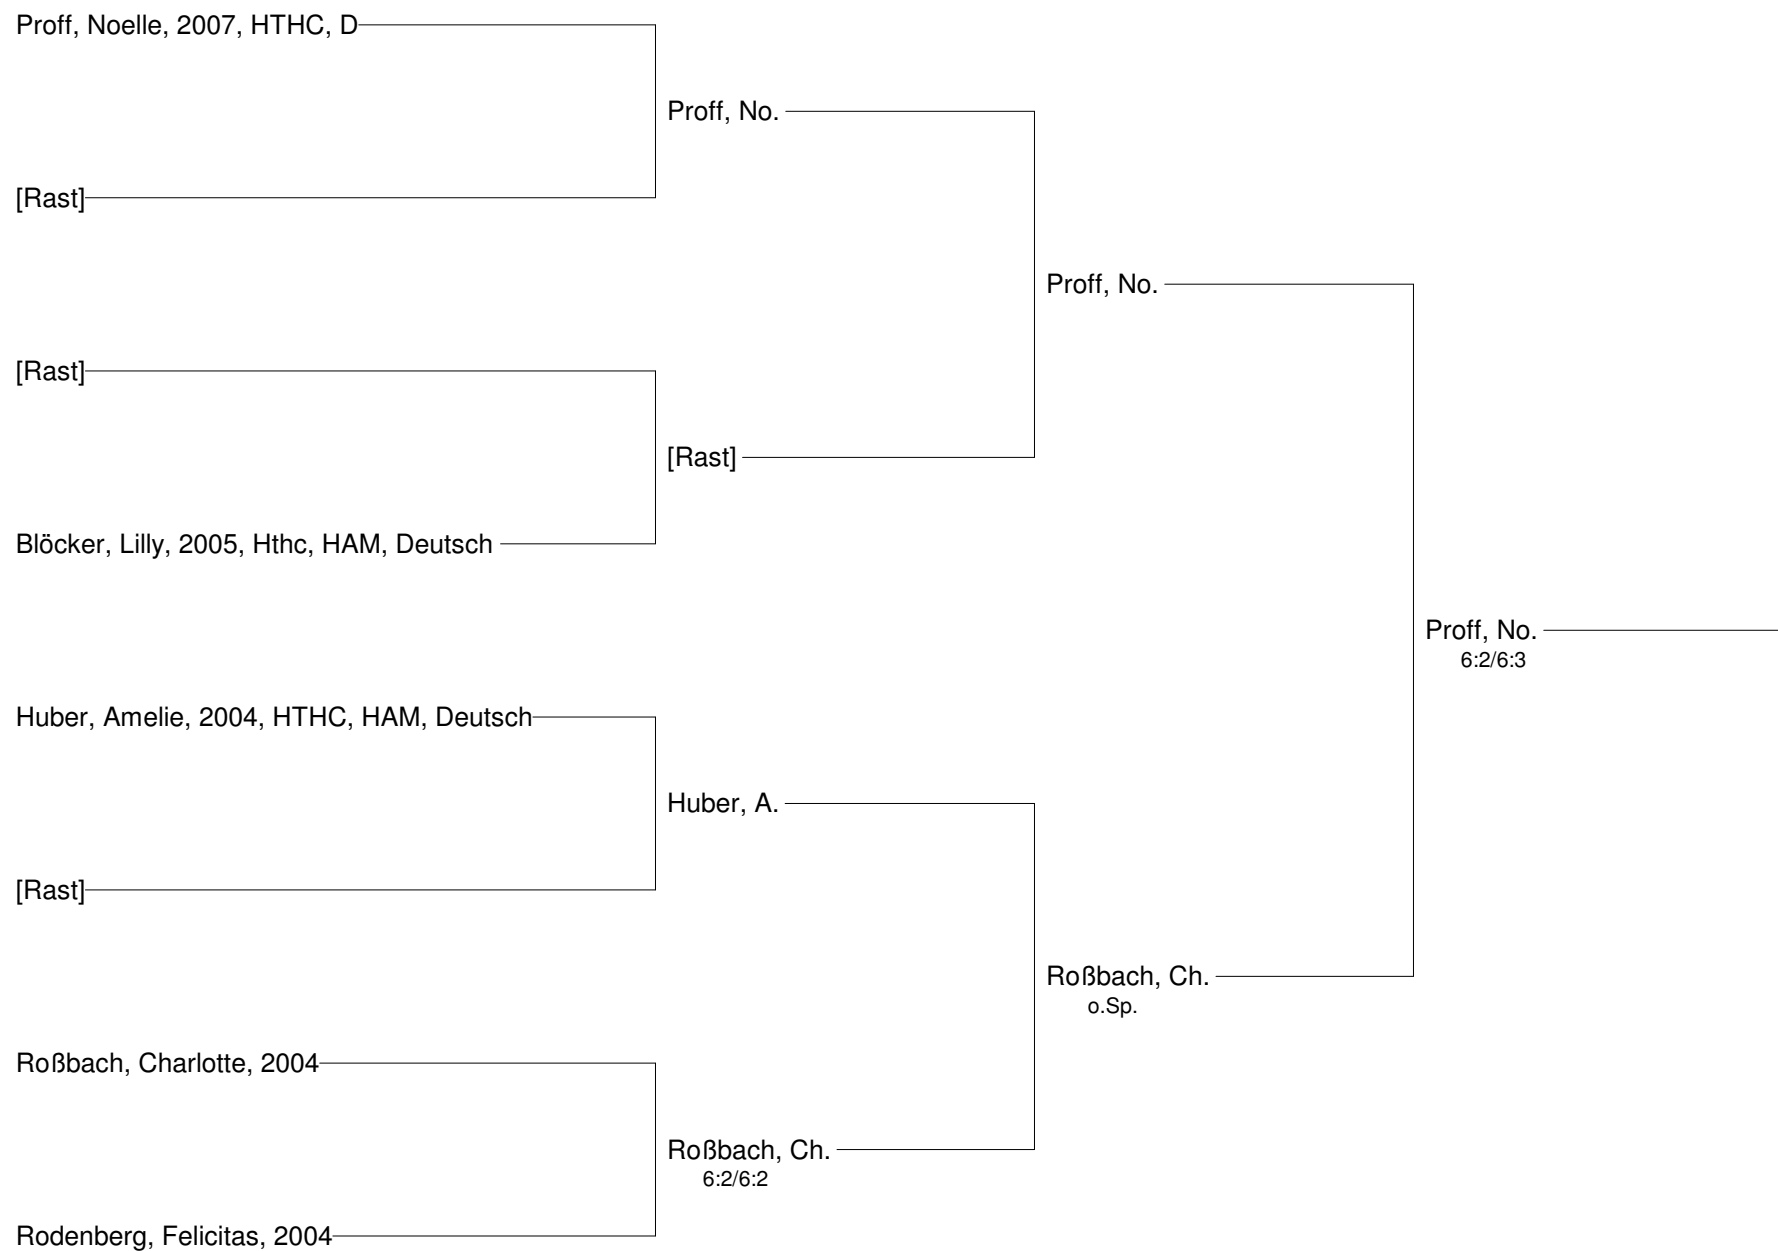 Proff, Noelle, 2007, HTHC, D
Proff, No.
[Rast]
Proff, No.
[Rast]
[Rast]
Blöcker, Lilly, 2005, Hthc, HAM, Deutsch
Proff, No.
6:2/6:3
Huber, Amelie, 2004, HTHC, HAM, Deutsch
Huber, A.
[Rast]
Roßbach, Ch.
o.Sp.
Roßbach, Charlotte, 2004
Roßbach, Ch.
6:2/6:2
Rodenberg, Felicitas, 2004